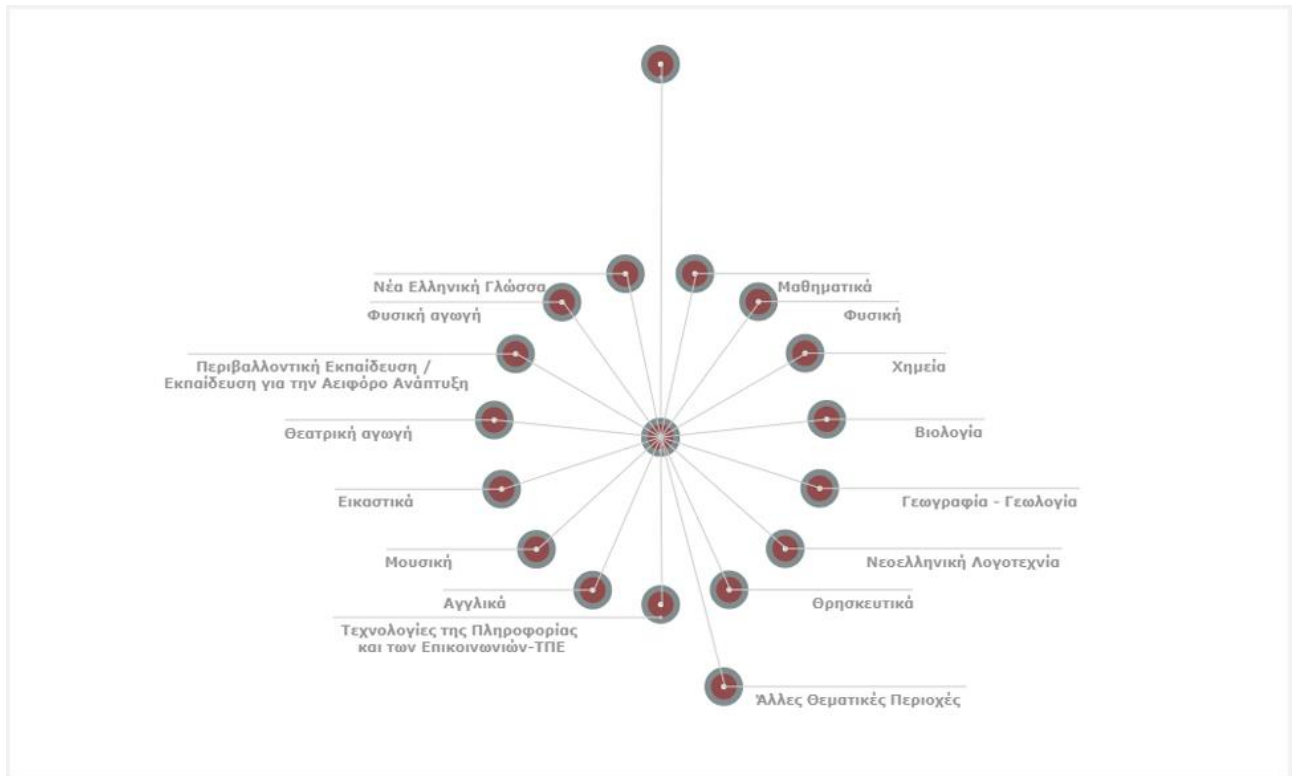 Νέα Ελληνική Γλώσσα
Μαθηματικά
Φυσική αγωγή
Φυσική
Περιβαλλοντική Εκπαίδευση /
Εκπαίδευση για την Αειφόρο Ανάπτυξη
Χημεία
Θεατρική αγωγή
Βιολογία
Εικαστικά
Γεωγραφία - Γεωλογία
Μουσική
Νεοελληνική Λογοτεχνία
Αγγλικά
Θρησκευτικά
Τεχνολογίες της Πληροφορίας
και των Επικοινωνιών-ΤΠΕ
Άλλες Θεματικές Περιοχές